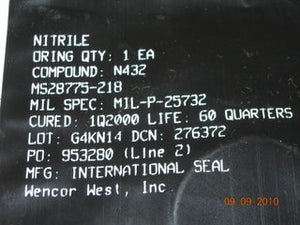 NITRILE
ORING QTY: 1 EA
COMPOUND: N432
MS28775-218
MIL SPEC: MIL-P-25732
CURED: 1Q2000 LIFE: 60 QUARTERS
LOT: G4KN14 DCN: 276372
PO: 953280 (Line 2)
MFG: INTERNATIONAL SEAL
Wencor West, Inc.
09.09.2010